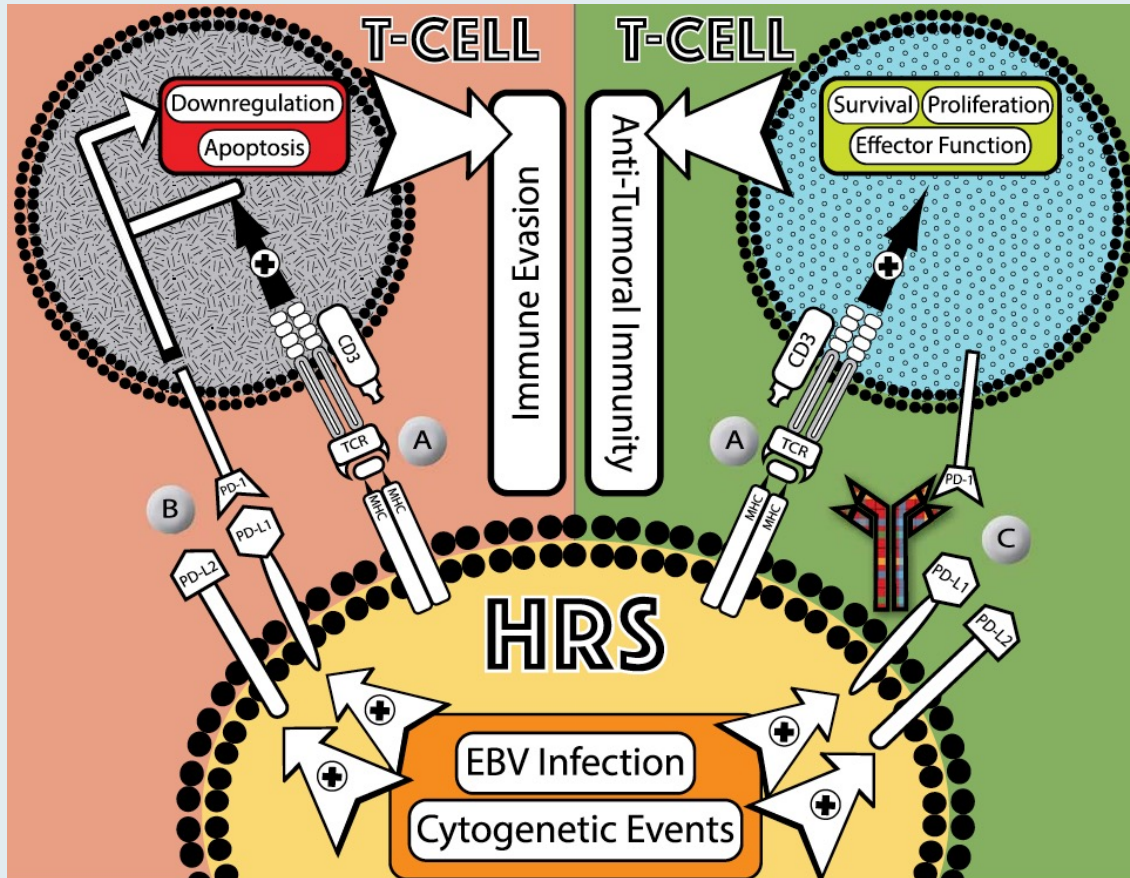 T-CELL
T-CELL
Downregulation
Apoptosis
Survival
Proliferation
Effector Function
Immune Evasion
Anti-Tumoral Immunity
CD3
CD3
TCR
A
A
TCR
MHC
MHC
MHC
MHC
B
PD-1
PD-L1
PD-L2
PD-1
C
PD-L1
PD-L2
HRS
EBV Infection
Cytogenetic Events